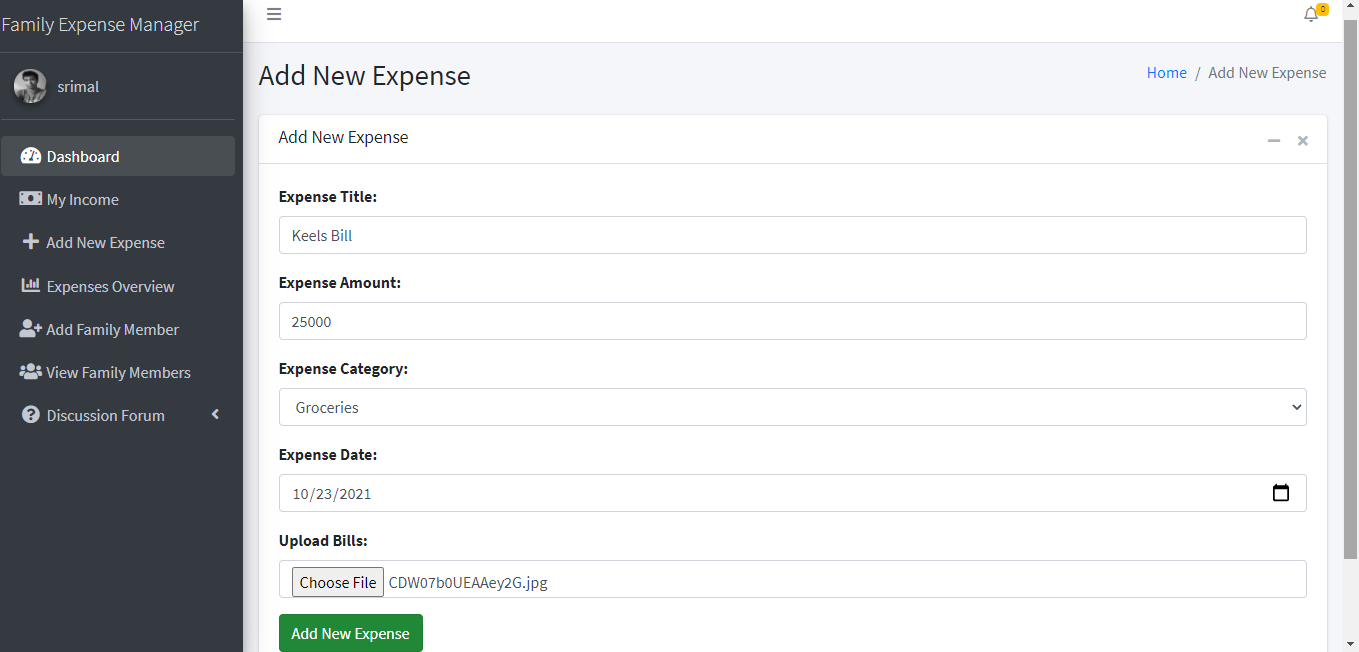 Family Expense Manager
0
srimal
Dashboard
My Income
Add New Expense
Expenses Overview
Add Family Member
View Family Members
Discussion Forum
Add New Expense
Home / Add New Expense
Add New Expense
Expense Title:
Keels Bill
Expense Amount:
25000
Expense Category:
Groceries
Expense Date:
10/23/2021
Upload Bills:
Choose File CDW07b0UEAAey2G.jpg
Add New Expense